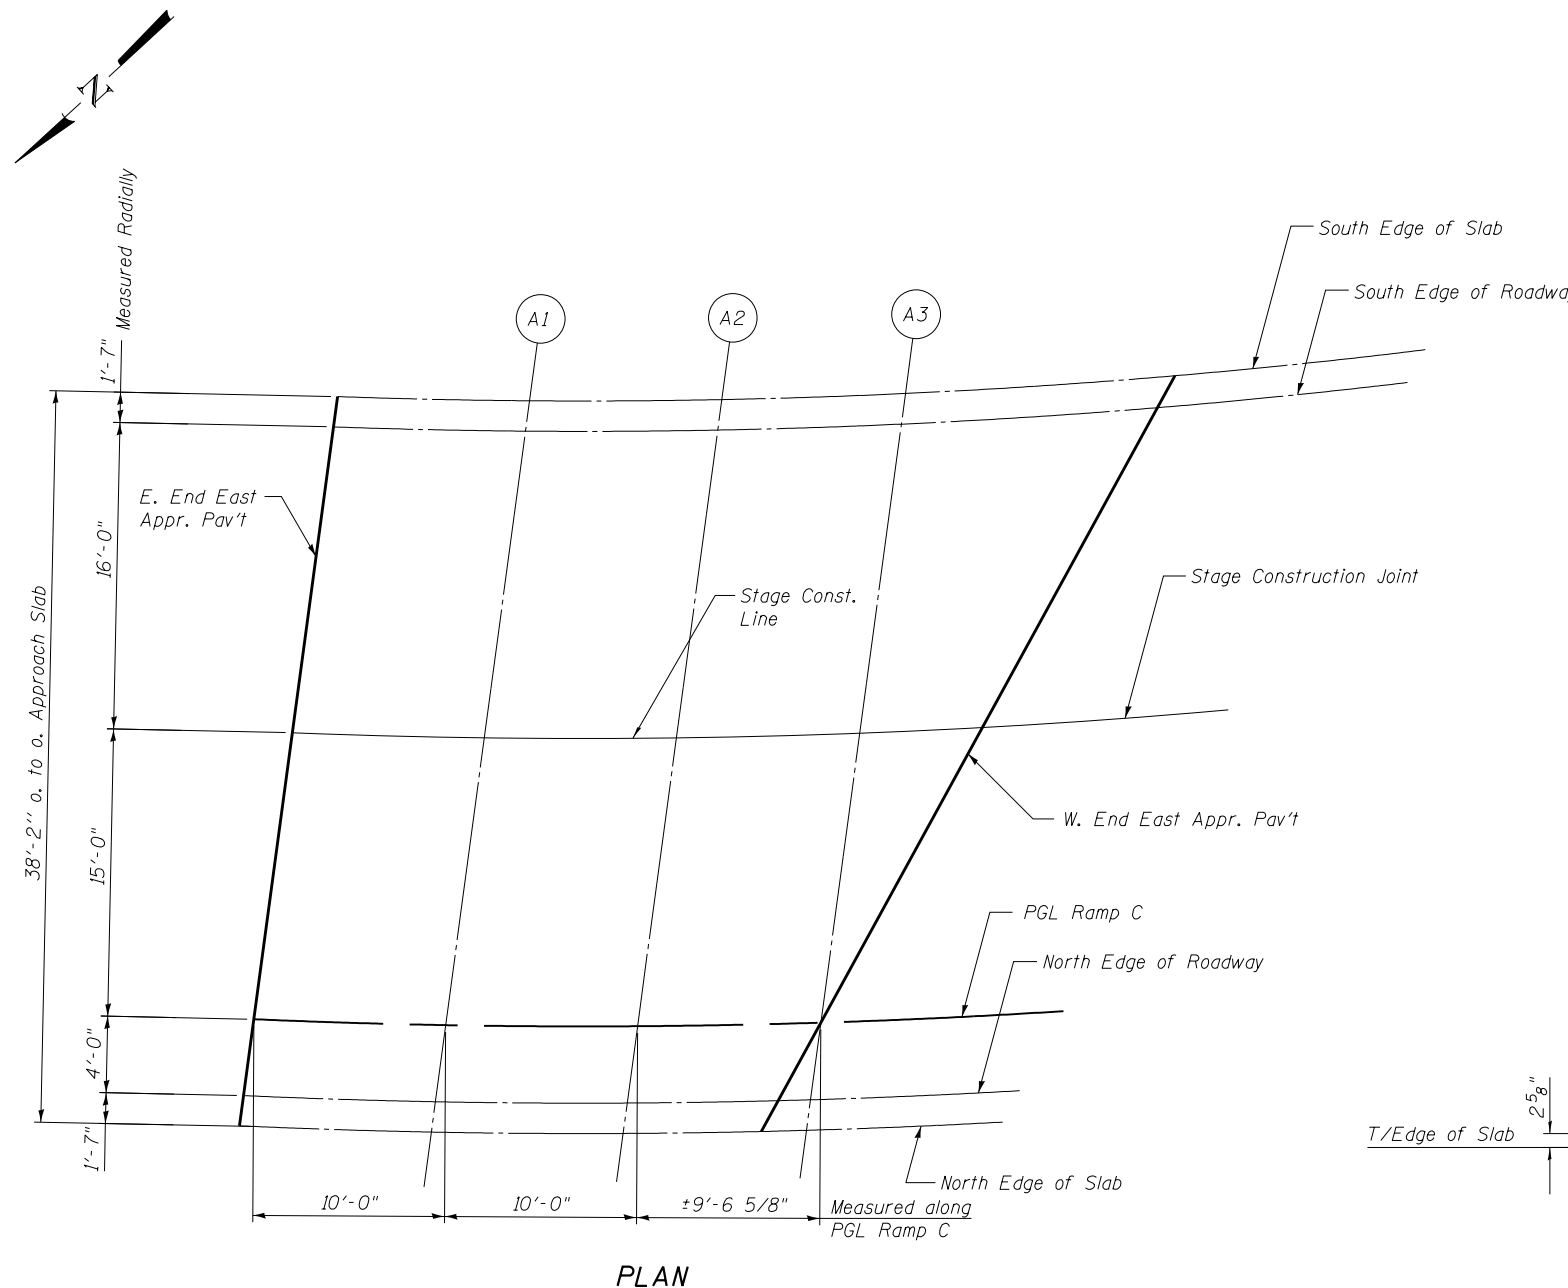 N
Measured Radially
1'-7"
A1
A2
A3
South Edge of Slab
South Edge of Roadway
E. End East
Appr. Pav't
16'-0"
38'-2'' o. to o. Approach Slab
Stage Const.
Line
Stage Construction Joint
15'-0"
W. End East Appr. Pav't
PGL Ramp C
North Edge of Roadway
4'-0"
1'-7"
2 5/8"
T/Edge of Slab
North Edge of Slab
10'-0"
10'-0"
±9'-6 5/8"
Measured along
PGL Ramp C
PLAN